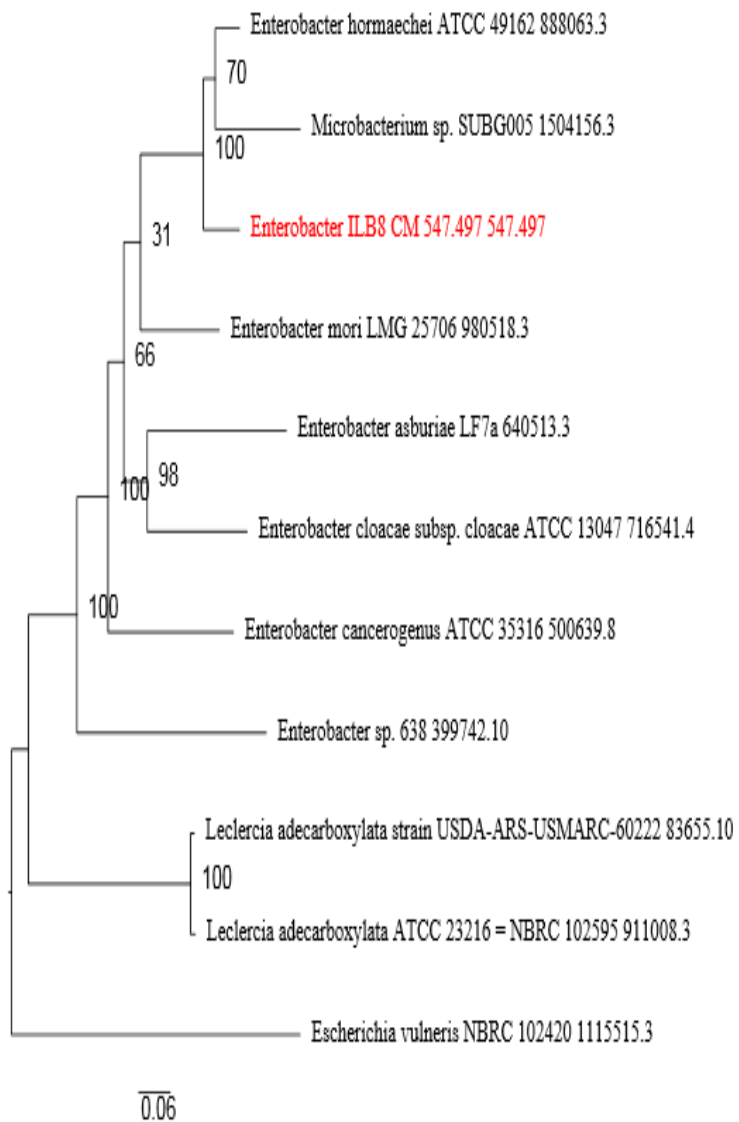 Enterobacter hormaechei ATCC 49162 888063.3
70
Microbacterium sp. SUBG005 1504156.3
100
Enterobacter ILB8 CM 547.497 547.497
31
Enterobacter mori LMG 25706 980518.3
66
Enterobacter asburiae LF7a 640513.3
98
100
Enterobacter cloacae subsp. cloacae ATCC 13047 716541.4
100
Enterobacter cancerogenus ATCC 35316 500639.8
Enterobacter sp. 638 399742.10
Leclercia adecarboxylata strain USDA-ARS-USMARC-60222 83655.10
100
Leclercia adecarboxylata ATCC 23216 = NBRC 102595 911008.3
Escherichia vulneris NBRC 102420 1115515.3
0.06